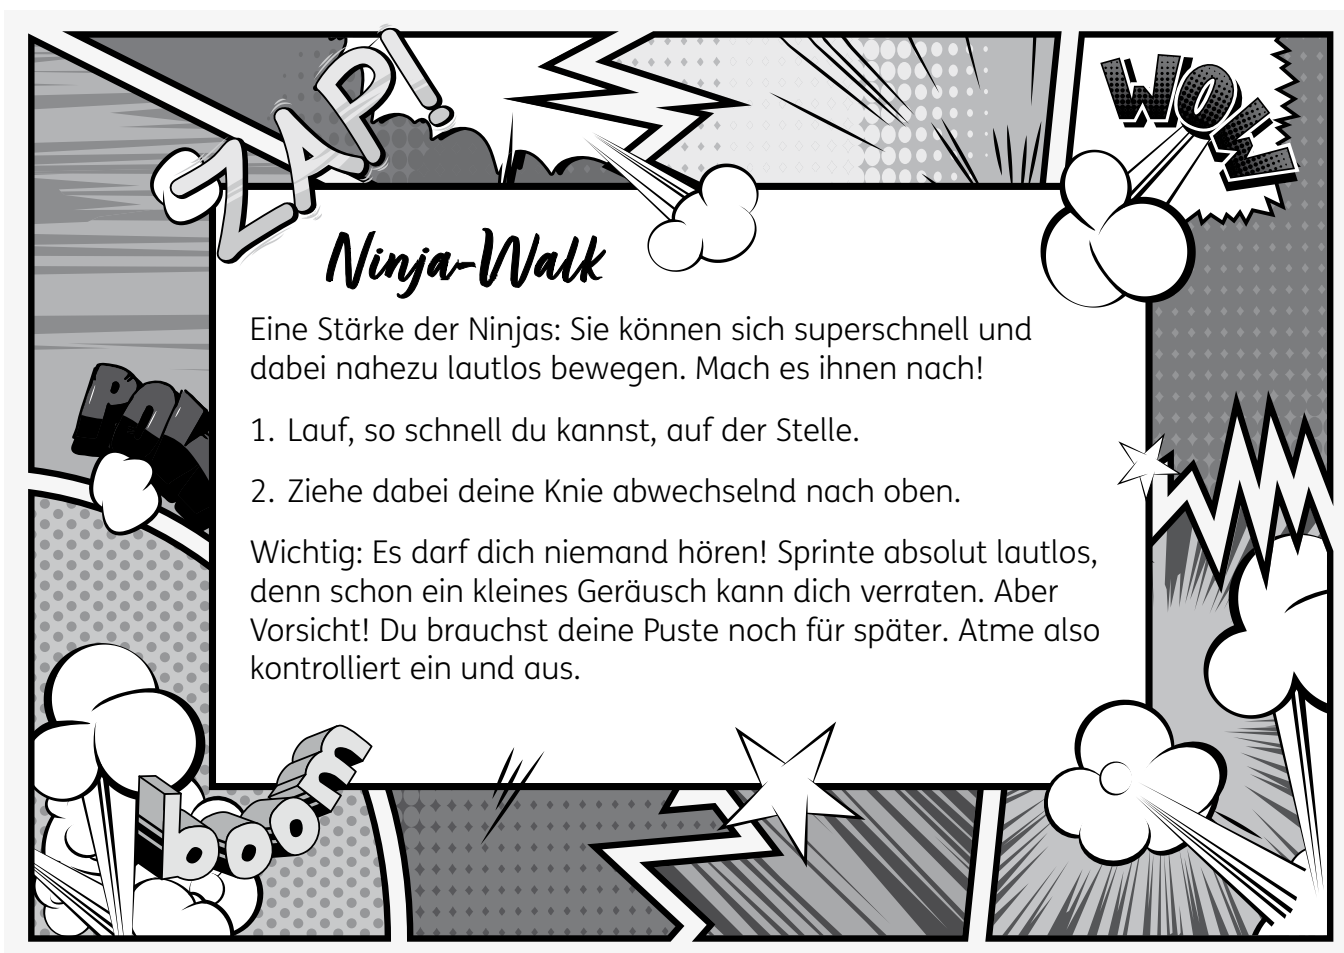 ZAP!
WOW
Ninja-Walk
Eine Stärke der Ninjas: Sie können sich superschnell und
dabei nahezu lautlos bewegen. Mach es ihnen nach!
1. Lauf, so schnell du kannst, auf der Stelle.
2. Ziehe dabei deine Knie abwechselnd nach oben.
Wichtig: Es darf dich niemand hören! Sprinte absolut lautlos,
denn schon ein kleines Geräusch kann dich verraten. Aber
Vorsicht! Du brauchst deine Puste noch für später. Atme also
kontrolliert ein und aus.
boom